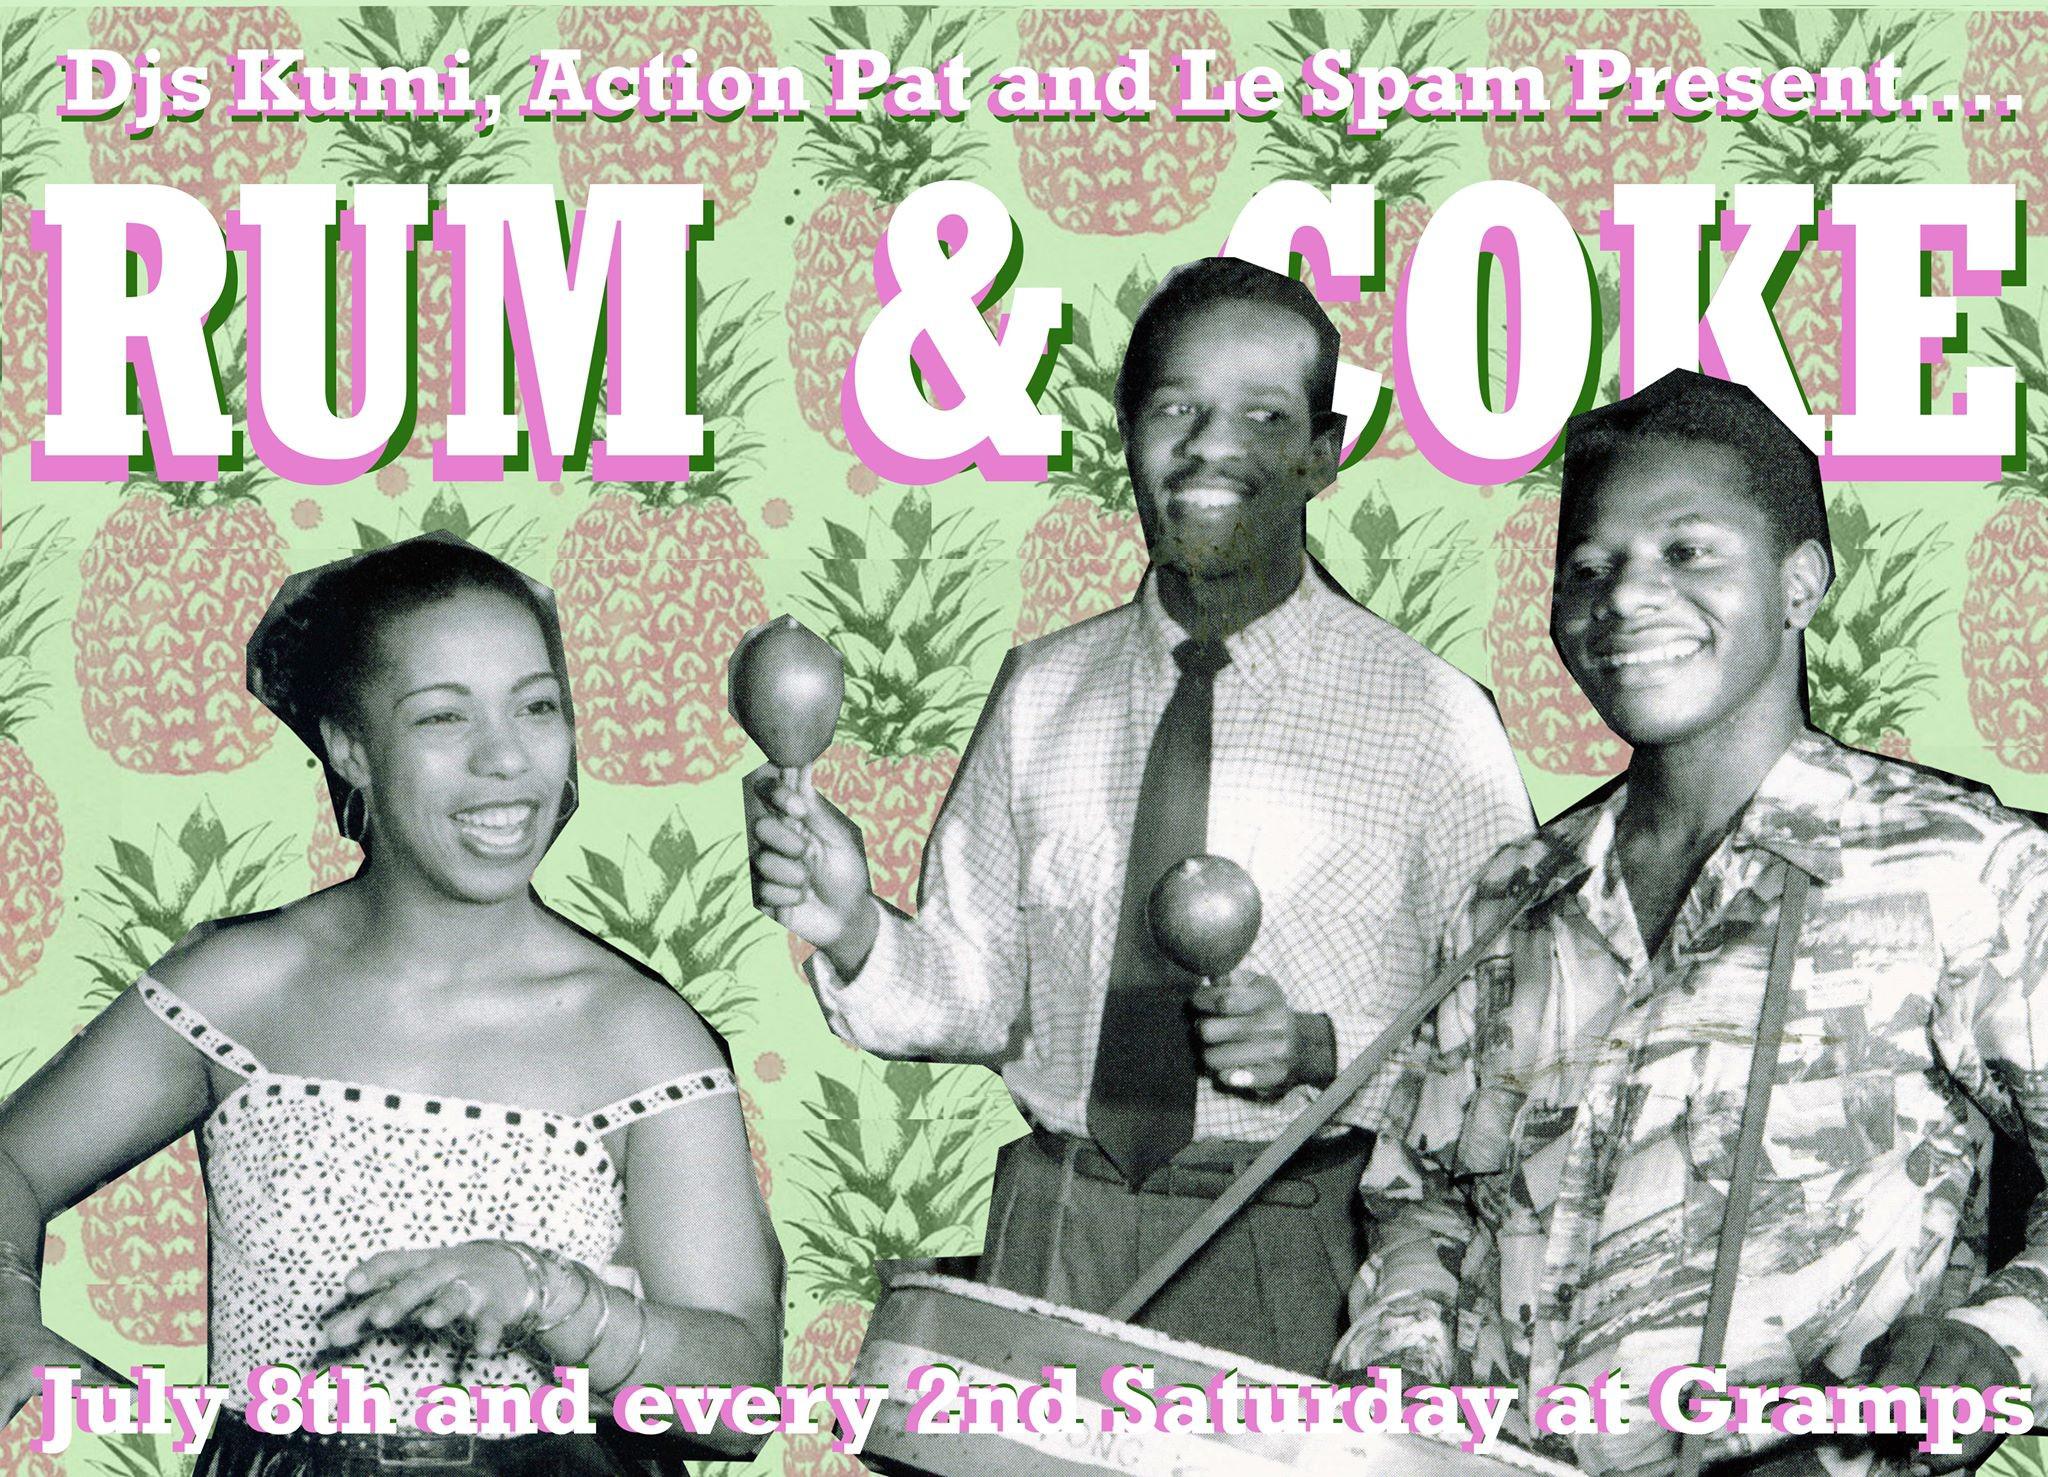 Djs Kumi, Action Pat and Le Spam Present....
RUM & COKE
July 8th and every 2nd Saturday at Gramps